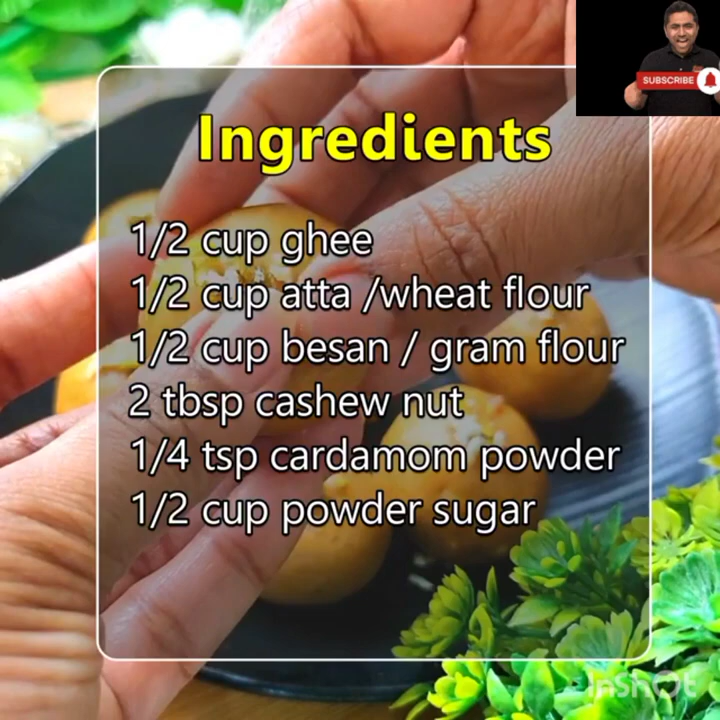 SUBSCRIBE
Ingredients
1/2 cup ghee
1/2 cup atta /wheat flour
1/2 cup besan / gram flour
2 tbsp cashew nut
1/4 tsp cardamom powder
1/2 cup powder sugar
InShOt